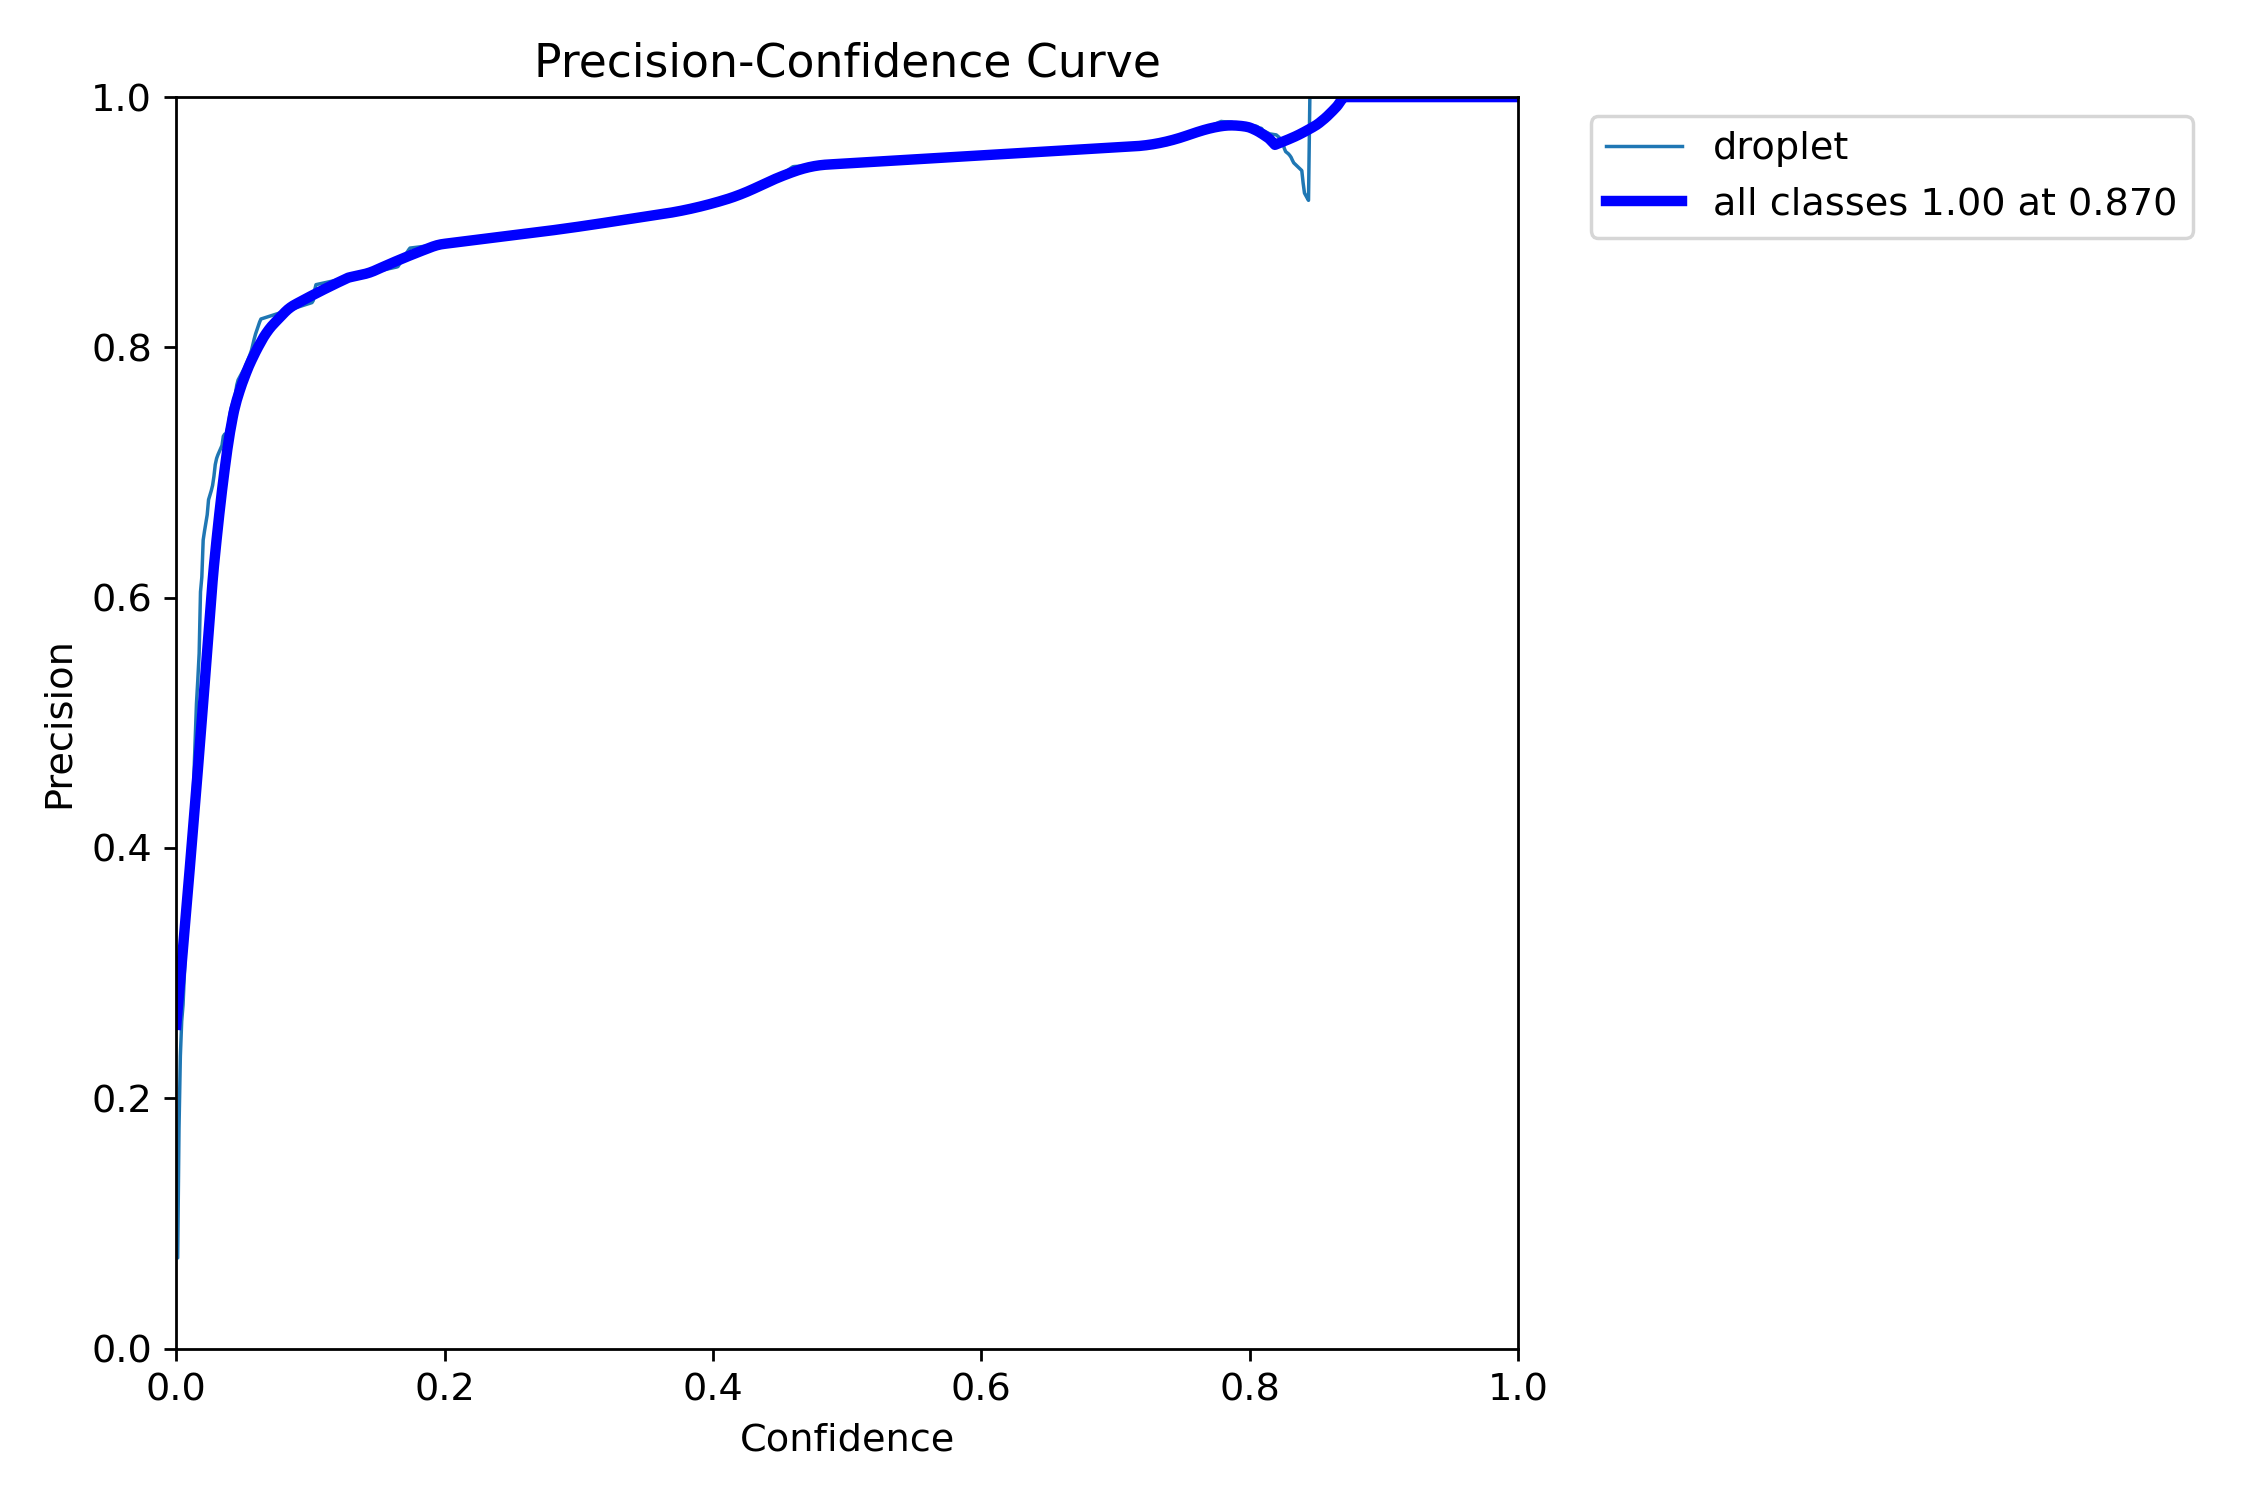 Precision-Confidence Curve
1.0
0.8
0.6
0.4
0.2
0.0
Precision
0.0 0.2 0.4 0.6 0.8 1.0
Confidence
droplet
all classes 1.00 at 0.870